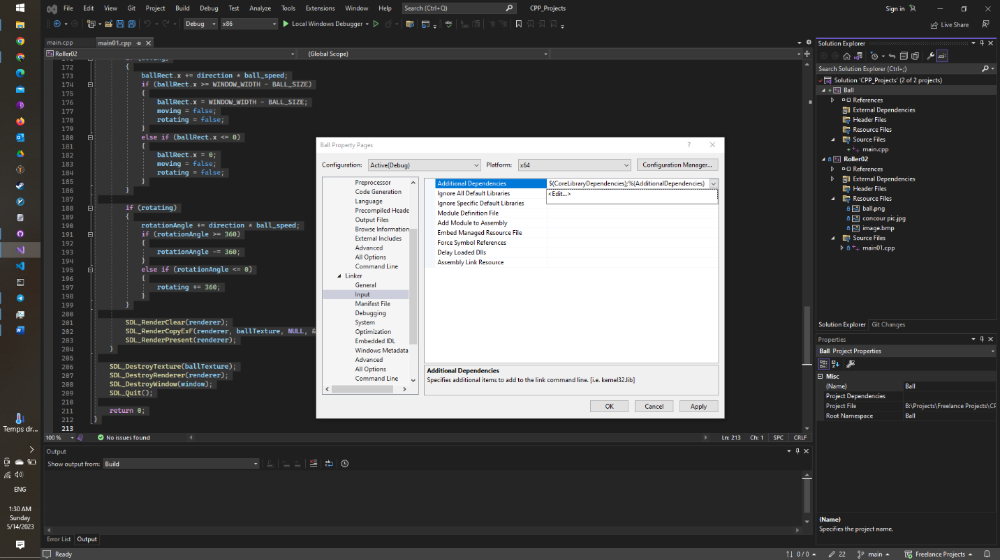 File Edit View Git Project Build Debug Test Analyze Tools Extensions Window Help Search (Ctrl+Q) CPP_Projects Sign in
Debug x86 Local Windows Debugger Live Share
main.cpp main01.cpp
Roller02 (Global Scope)
172 {
173 ballRect.x += direction * ball_speed;
174 if (ballRect.x >= WINDOW_WIDTH - BALL_SIZE)
175 {
176 ballRect.x = WINDOW_WIDTH - BALL_SIZE;
177 moving = false;
178 rotating = false;
179 }
180 else if (ballRect.x <= 0)
181 {
182 ballRect.x = 0;
183 moving = false;
184 rotating = false;
185 }
186 }
187
188 if (rotating)
189 {
190 rotationAngle += direction * ball_speed;
191 if (rotationAngle >= 360)
192 {
193 rotationAngle -= 360;
194 }
195 else if (rotationAngle <= 0)
196 {
197 rotating += 360;
198 }
199 }
200
201 SDL_RenderClear(renderer);
202 SDL_RenderCopyExF(renderer, ballTexture, NULL, &
203 SDL_RenderPresent(renderer);
204 }
205
206 SDL_DestroyTexture(ballTexture);
207 SDL_DestroyRenderer(renderer);
208 SDL_DestroyWindow(window);
209 SDL_Quit();
210
211 return 0;
212 }
213
100 % No issues found Ln: 213 Ch: 1 SPC CRLF
Output
Show output from: Build
Error List Output
Ready 0 / 0 22 main Freelance Projects
Ball Property Pages
Configuration: Active(Debug) Platform: x64 Configuration Manager...
Preprocessor
Code Generation
Language
Precompiled Heade
Output Files
Browse Information
External Includes
Advanced
All Options
Command Line
Linker
General
Input
Manifest File
Debugging
System
Optimization
Embedded IDL
Windows Metadata
Advanced
All Options
Command Line
Additional Dependencies $(CoreLibraryDependencies);%(AdditionalDependencies)
Ignore All Default Libraries <Edit...>
Ignore Specific Default Libraries
Module Definition File
Add Module to Assembly
Embed Managed Resource File
Force Symbol References
Delay Loaded Dlls
Assembly Link Resource
Additional Dependencies
Specifies additional items to add to the link command line. [i.e. kernel32.lib]
OK Cancel Apply
Solution Explorer
Search Solution Explorer (Ctrl+;)
Solution 'CPP_Projects' (2 of 2 projects)
Ball
References
External Dependencies
Header Files
Resource Files
Source Files
main.cpp
Roller02
References
External Dependencies
Header Files
Resource Files
ball.png
concour pic.jpg
image.bmp
Source Files
main01.cpp
Solution Explorer Git Changes
Properties
Ball Project Properties
Misc
(Name) Ball
Project Dependencies
Project File B:\Projects\Freelance Projects\CF
Root Namespace Ball
(Name)
Specifies the project name.
Temps dr...
ENG
1:30 AM
Sunday
5/14/2023